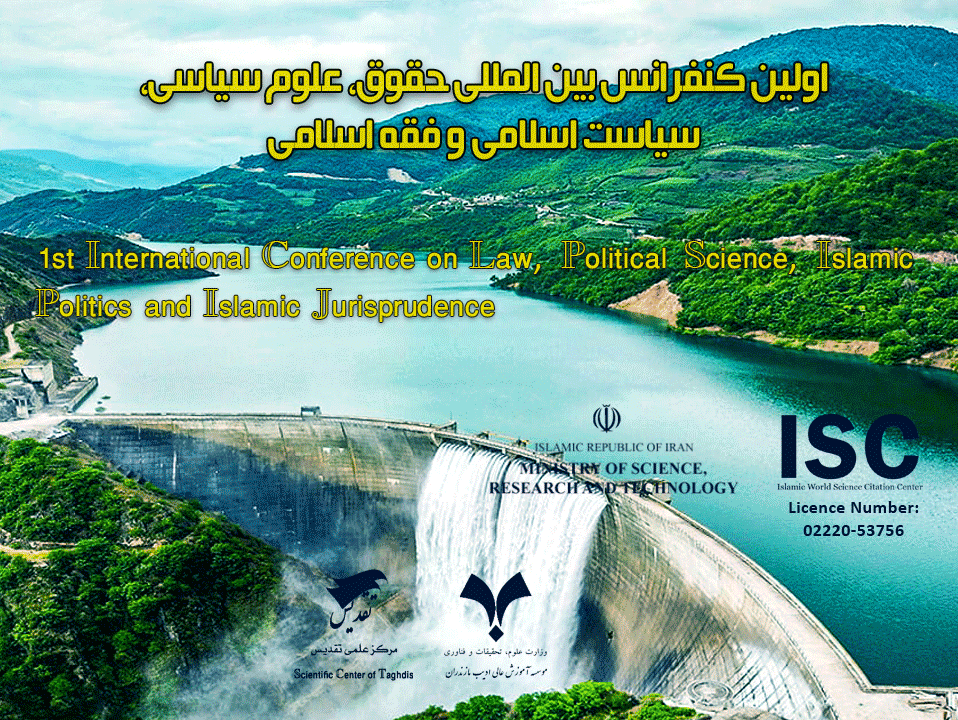 اولین کنفرانس بین المللی حقوق، علوم سیاسی،
سیاست اسلامی و فقه اسلامی
1st International Conference on Law, Political Science, Islamic
Politics and Islamic Jurisprudence
ISLAMIC REPUBLIC OF IRAN
MINISTRY OF SCIENCE,
RESEARCH AND TECHNOLOGY
ISC
Islamic World Science Citation Center
Licence Number:
02220-53756
تقدیس
مرکز علمی تقدیس
Scientific Center of Taghdis
وزارت علوم، تحقیقات و فناوری
موسسه آموزش عالی ادیب مازندران